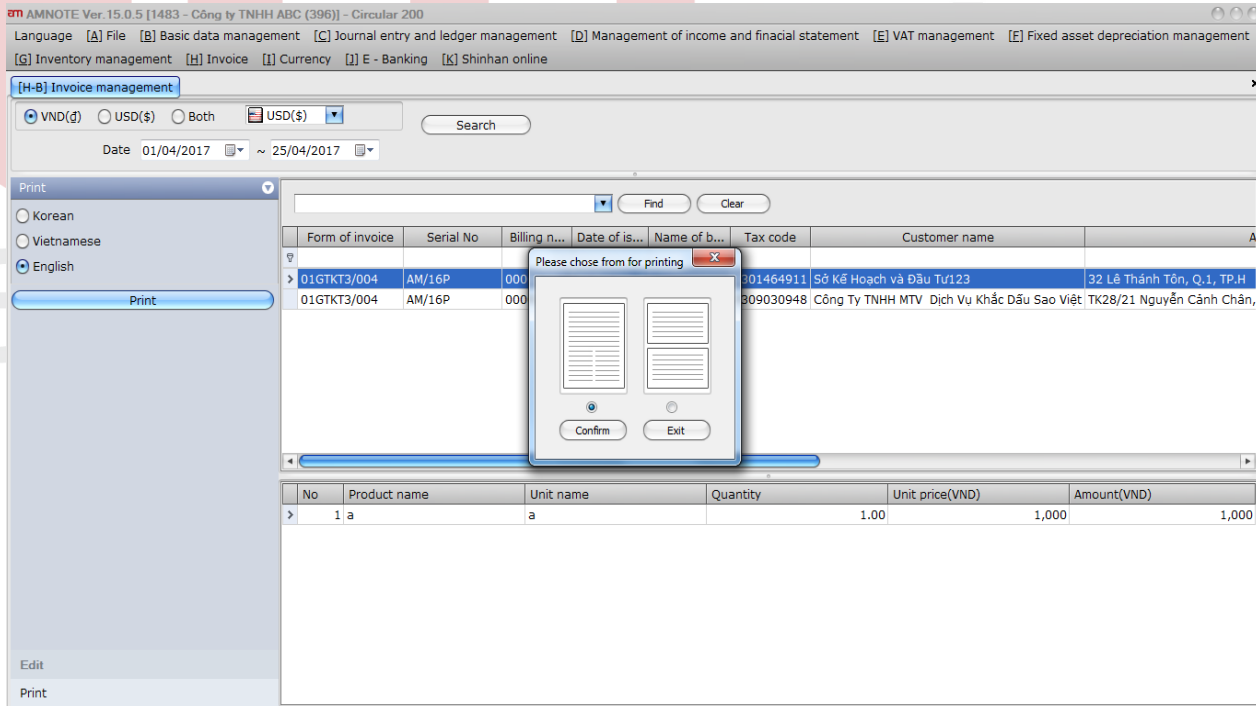 am AMNOTE Ver.15.0.5 [1483 - Công ty TNHH ABC (396)] - Circular 200
Language [A] File [B] Basic data management [C] Journal entry and ledger management [D] Management of income and finacial statement [E] VAT management [F] Fixed asset depreciation management
[G] Inventory management [H] Invoice [I] Currency [J] E - Banking [K] Shinhan online
[H-B] Invoice management
VND(₫) USD($) Both USD($) Search
Date 01/04/2017 ~ 25/04/2017
Print
Korean
Vietnamese
English
Print
Find Clear
Form of invoice Serial No Billing n... Date of is... Name of b... Tax code Customer name A
01GTKT3/004 AM/16P 000 301464911 Sở Kế Hoạch và Đầu Tư123 32 Lê Thánh Tôn, Q.1, TP.H
01GTKT3/004 AM/16P 000 309030948 Công Ty TNHH MTV Dịch Vụ Khắc Dấu Sao Việt TK28/21 Nguyễn Cảnh Chân,
Please chose from for printing
Confirm Exit
No Product name Unit name Quantity Unit price(VND) Amount(VND)
1 a a 1.00 1,000 1,000
Edit
Print